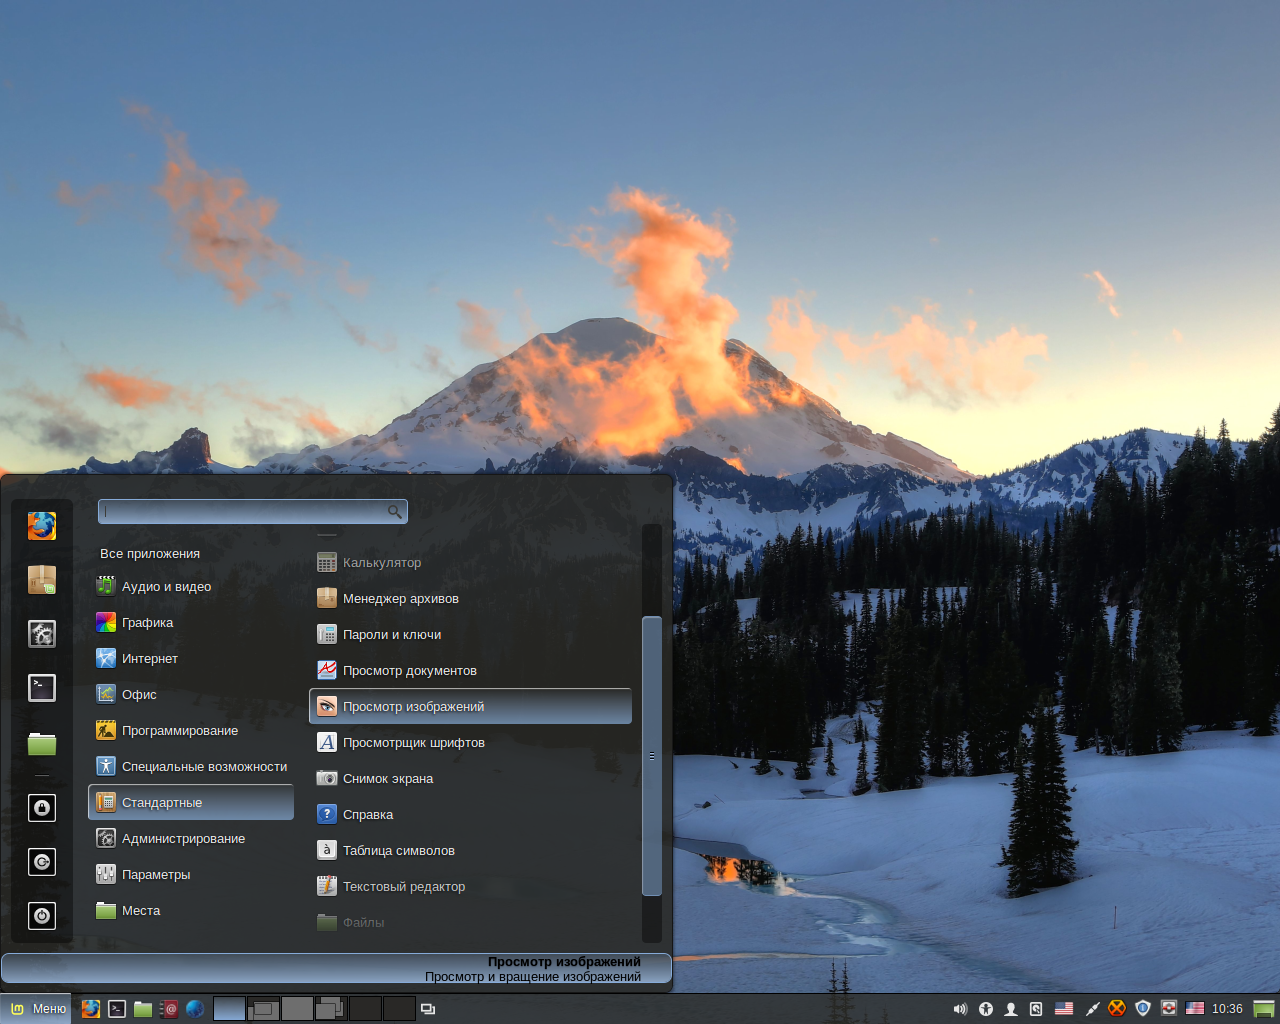 Все приложения
Аудио и видео
Графика
Интернет
Офис
Программирование
Специальные возможности
Стандартные
Администрирование
Параметры
Места
Калькулятор
Менеджер архивов
Пароли и ключи
Просмотр документов
Просмотр изображений
Просмотрщик шрифтов
Снимок экрана
Справка
Таблица символов
Текстовый редактор
Файлы
Просмотр изображений
Просмотр и вращение изображений
Меню
10:36